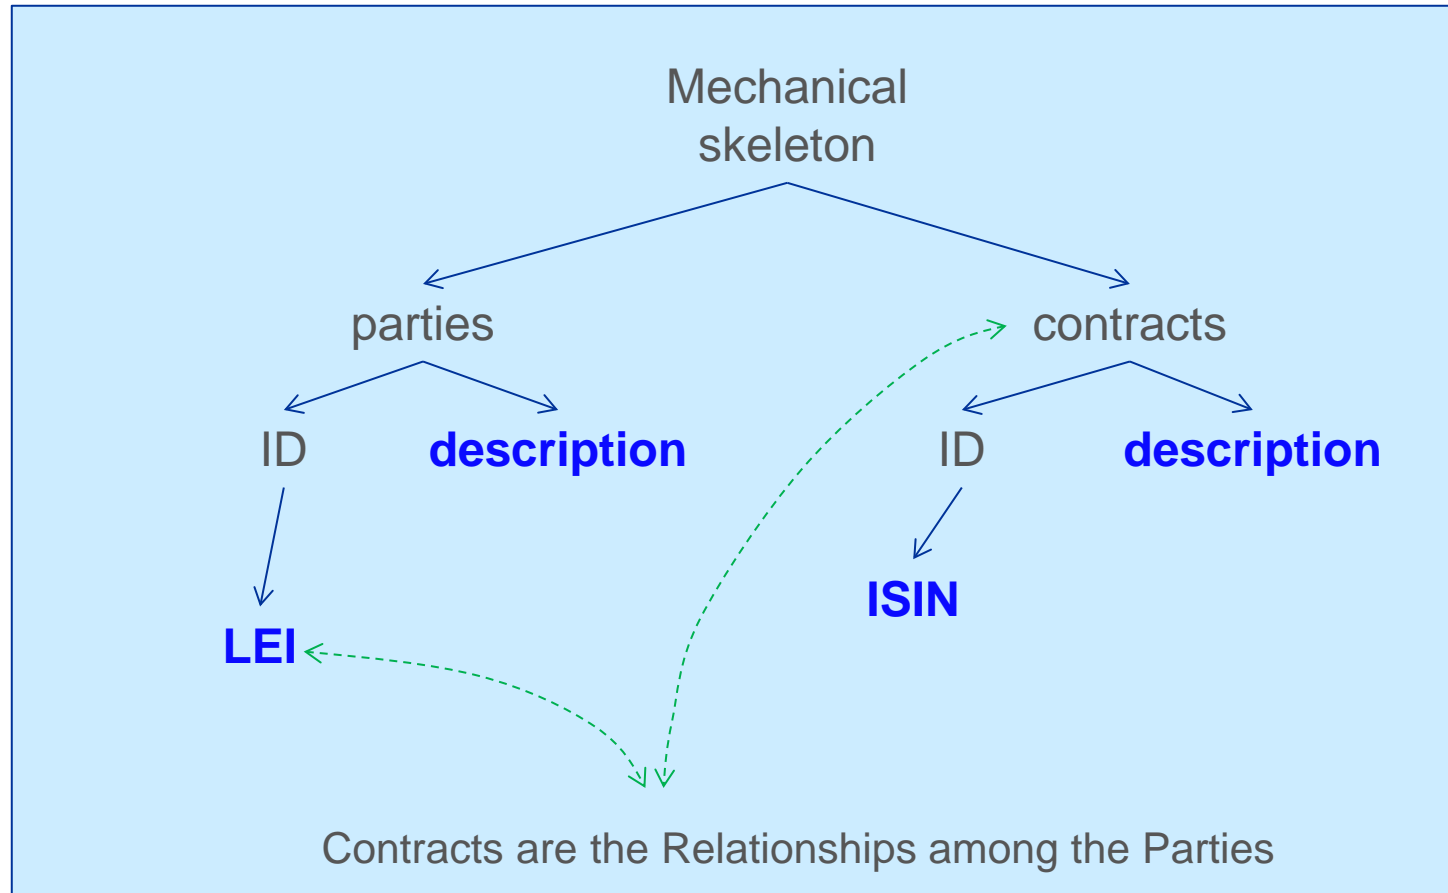 Mechanical
skeleton
parties
contracts
ID
description
ID
description
ISIN
LEI
Contracts are the Relationships among the Parties